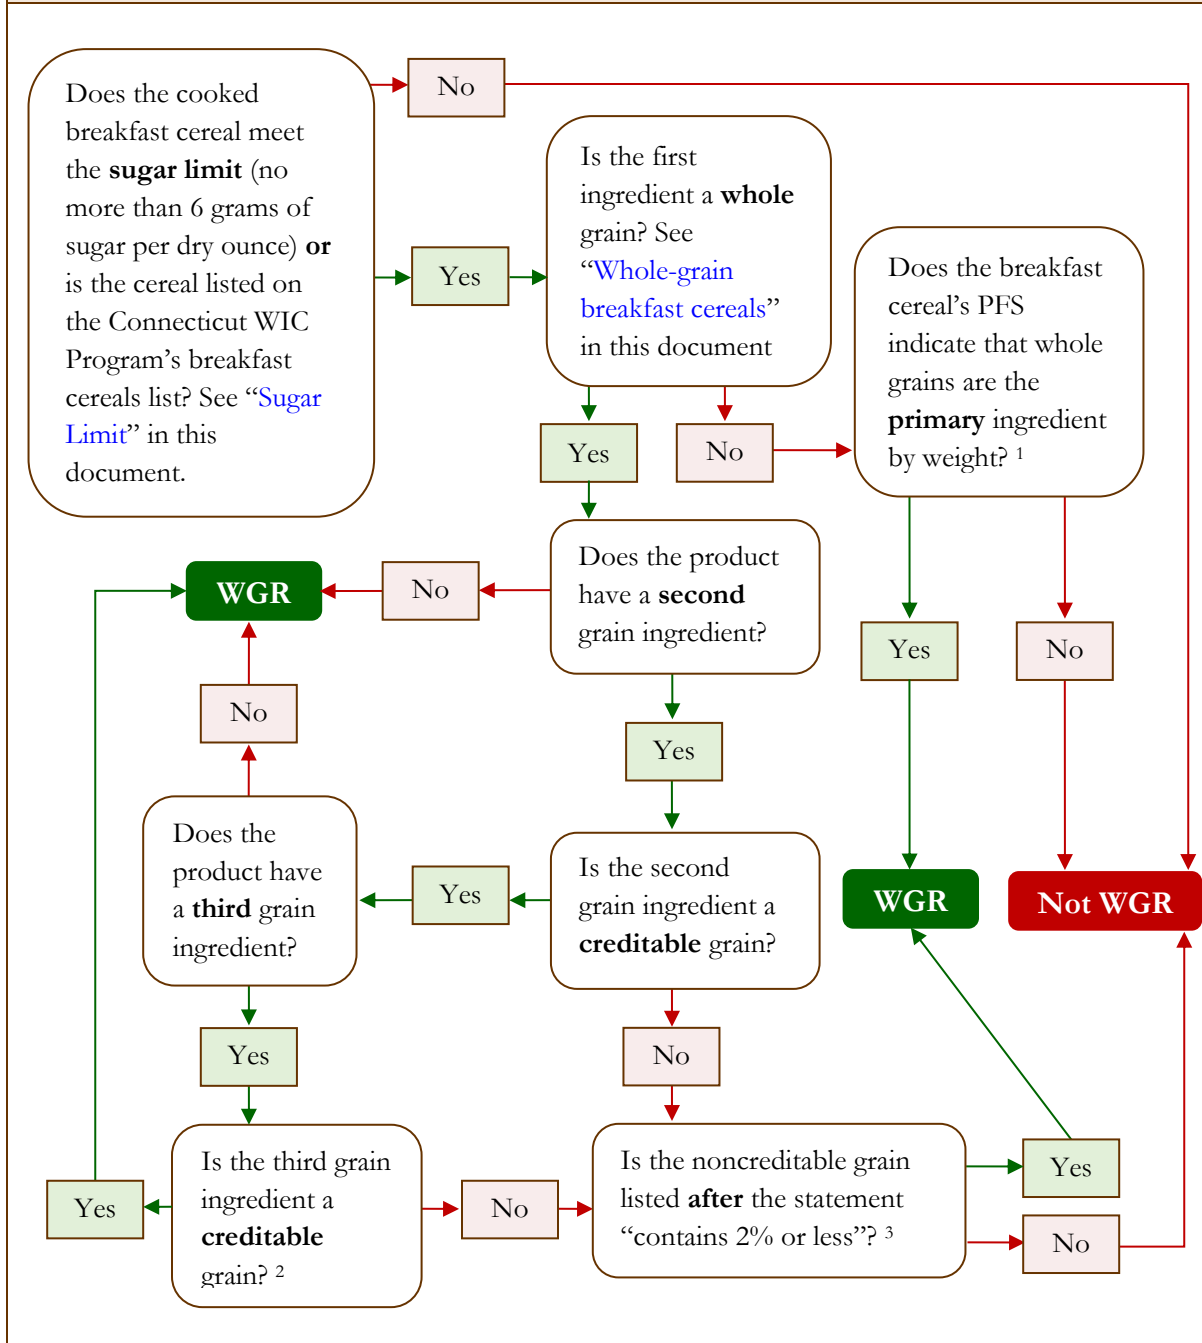 Does the cooked
breakfast cereal meet
the sugar limit (no
more than 6 grams of
sugar per dry ounce) or
is the cereal listed on
the Connecticut WIC
Program’s breakfast
cereals list? See “Sugar
Limit” in this
document.
No
Yes
Is the first
ingredient a whole
grain? See
“Whole-grain
breakfast cereals”
in this document
Yes
No
Does the breakfast
cereal’s PFS
indicate that whole
grains are the
primary ingredient
by weight? 1
Yes
No
Does the product
have a second
grain ingredient?
No
WGR
Yes
No
Does the
product have
a third grain
ingredient?
Yes
Is the second
grain ingredient a
creditable grain?
WGR
Not WGR
Yes
No
Is the third grain
ingredient a
creditable
grain? 2
Yes
No
Is the noncreditable grain
listed after the statement
“contains 2% or less”? 3
Yes
No